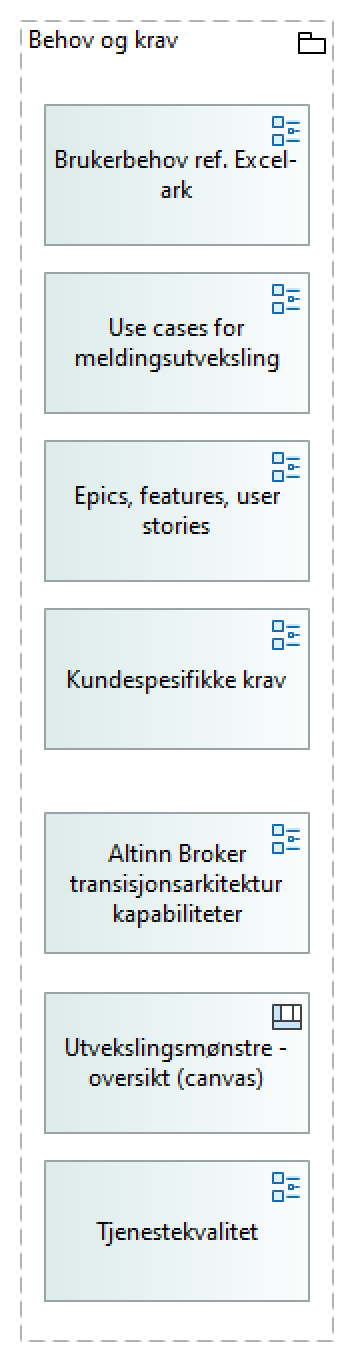 Behov og krav
Brukerbehov ref. Excel-
ark
Use cases for
meldingsutveksling
Epics, features, user
stories
Kundespesifikke krav
Altinn Broker
transisjonsarkitektur
kapabiliteter
Utvekslingsmønstre -
oversikt (canvas)
Tjenestekvalitet